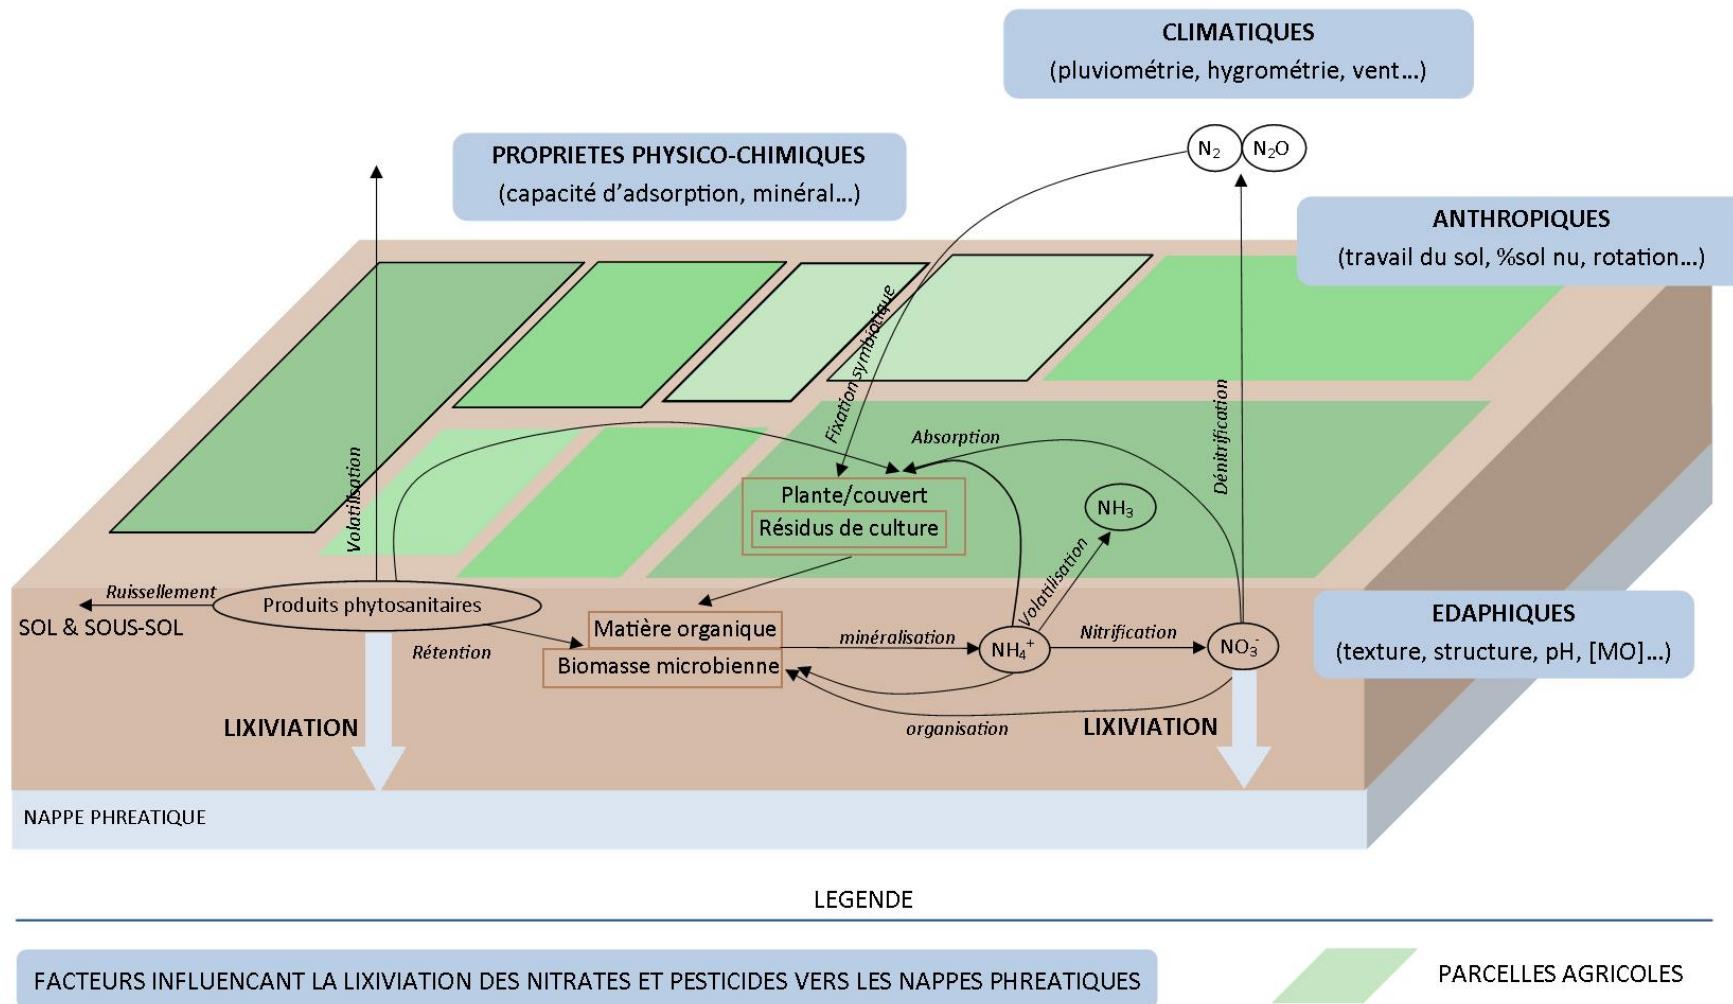 CLIMATIQUES
(pluviométrie, hygrométrie, vent...)
PROPRIETES PHYSICO-CHIMIQUES
(capacité d'adsorption, minéral...)
N₂
N₂O
ANTHROPIQUES
(travail du sol, %sol nu, rotation...)
Fixation symbiotique
Absorption
Dénitrification
Volatilisation
Plante/couvert
Résidus de culture
NH₃
Volatilisation
Ruissellement
Produits phytosanitaires
SOL & SOUS-SOL
Rétention
Matière organique
Biomasse microbienne
minéralisation
NH₄⁺
Nitrification
NO₃⁻
EDAPHIQUES
(texture, structure, pH, [MO]...)
LIXIVIATION
organisation
LIXIVIATION
NAPPE PHREATIQUE
LEGENDE
FACTEURS INFLUENCANT LA LIXIVIATION DES NITRATES ET PESTICIDES VERS LES NAPPES PHREATIQUES
PARCELLES AGRICOLES